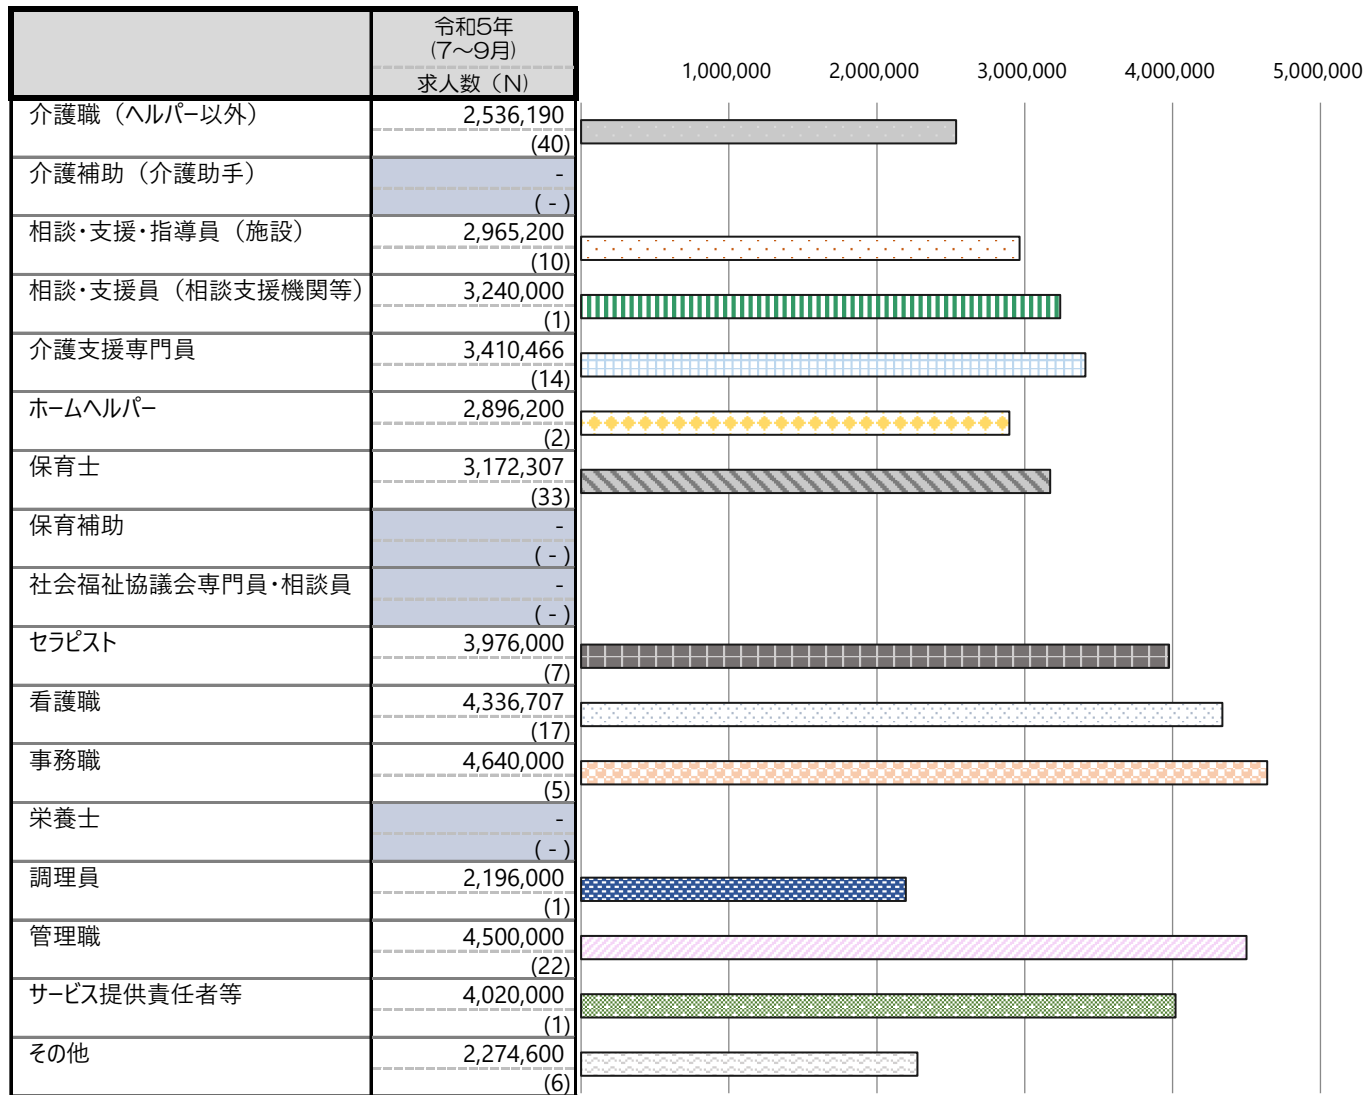 令和5年
(7～9月)
求人数（N）
1,000,000 2,000,000 3,000,000 4,000,000 5,000,000
介護職（ヘルパー以外） 2,536,190
(40)
介護補助（介護助手） -
( - )
相談・支援・指導員（施設） 2,965,200
(10)
相談・支援員（相談支援機関等） 3,240,000
(1)
介護支援専門員 3,410,466
(14)
ホームヘルパー 2,896,200
(2)
保育士 3,172,307
(33)
保育補助 -
( - )
社会福祉協議会専門員・相談員 -
( - )
セラピスト 3,976,000
(7)
看護職 4,336,707
(17)
事務職 4,640,000
(5)
栄養士 -
( - )
調理員 2,196,000
(1)
管理職 4,500,000
(22)
サービス提供責任者等 4,020,000
(1)
その他 2,274,600
(6)